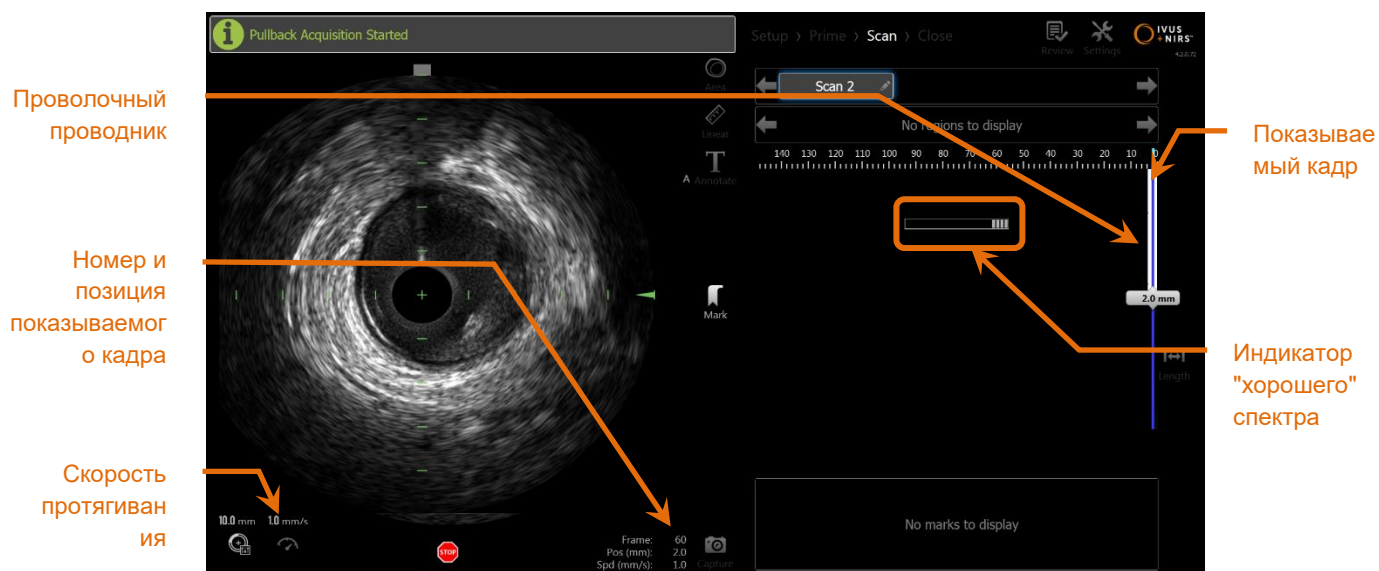 Pullback Acquisition Started
Setup › Prime › Scan › Close
Review
Settings
IVUS
+NIRS™
4.2.0.72
Проволочный
проводник
Area
Linear
A
Annotate
Scan 2
No regions to display
140 130 120 110 100 90 80 70 60 50 40 30 20 10 0
Показывае
мый кадр
Номер и
позиция
показываемог
о кадра
Mark
2.0 mm
Length
Индикатор
"хорошего"
спектра
Скорость
протягиван
ия
10.0 mm 1.0 mm/s
STOP
Frame: 60
Pos (mm): 2.0
Spd (mm/s): 1.0
Capture
No marks to display